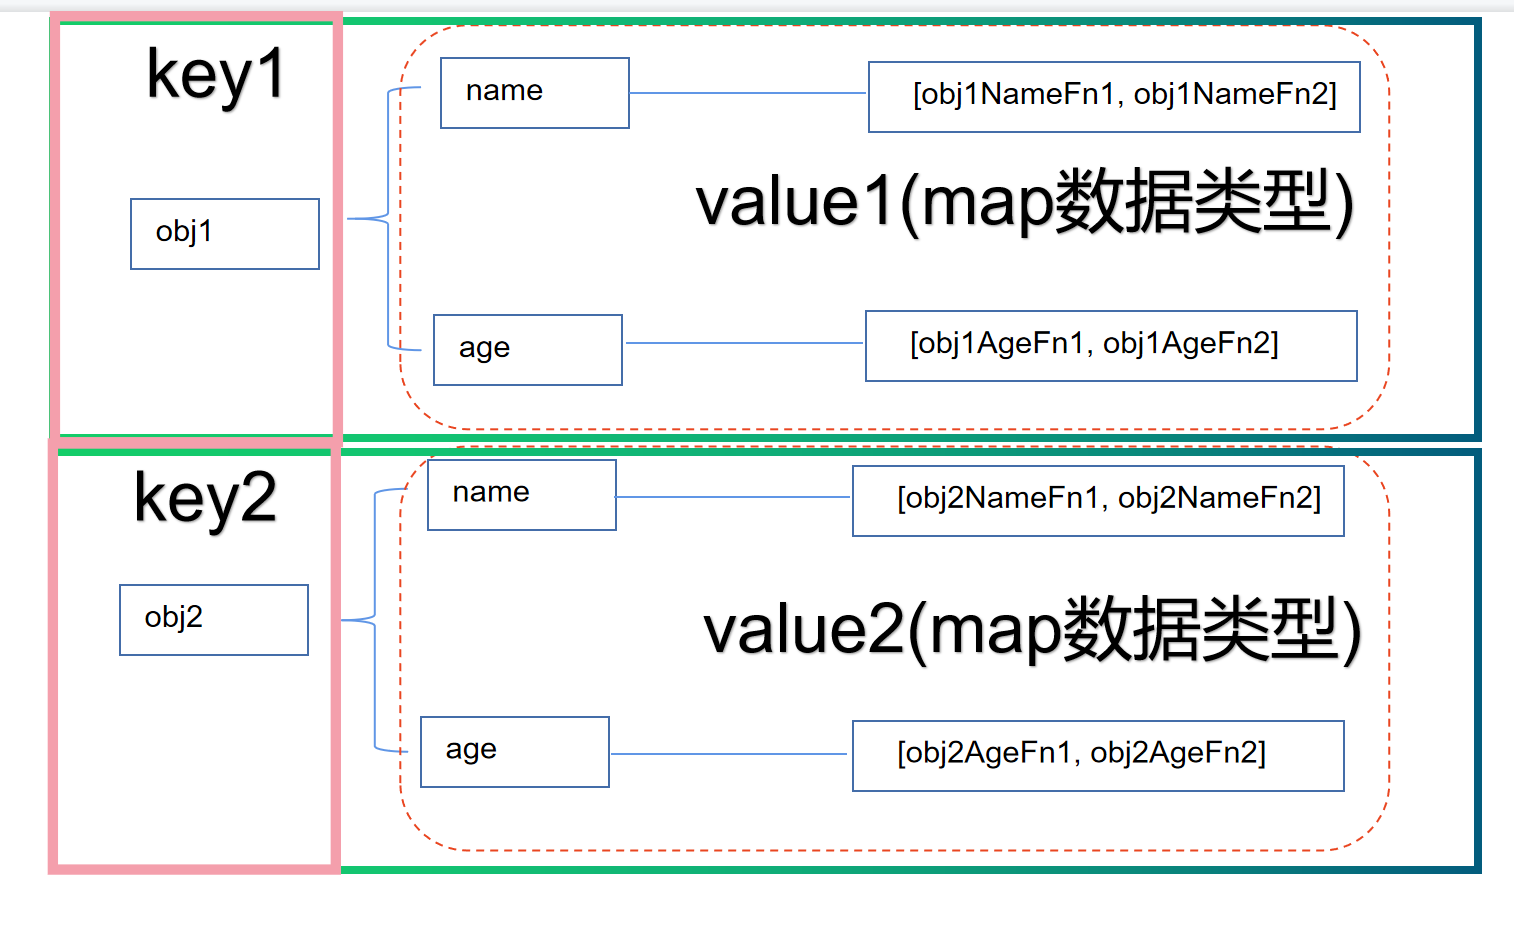 key1
name
[obj1NameFn1, obj1NameFn2]
value1(map数据类型)
obj1
age
[obj1AgeFn1, obj1AgeFn2]
key2
name
[obj2NameFn1, obj2NameFn2]
obj2
value2(map数据类型)
age
[obj2AgeFn1, obj2AgeFn2]